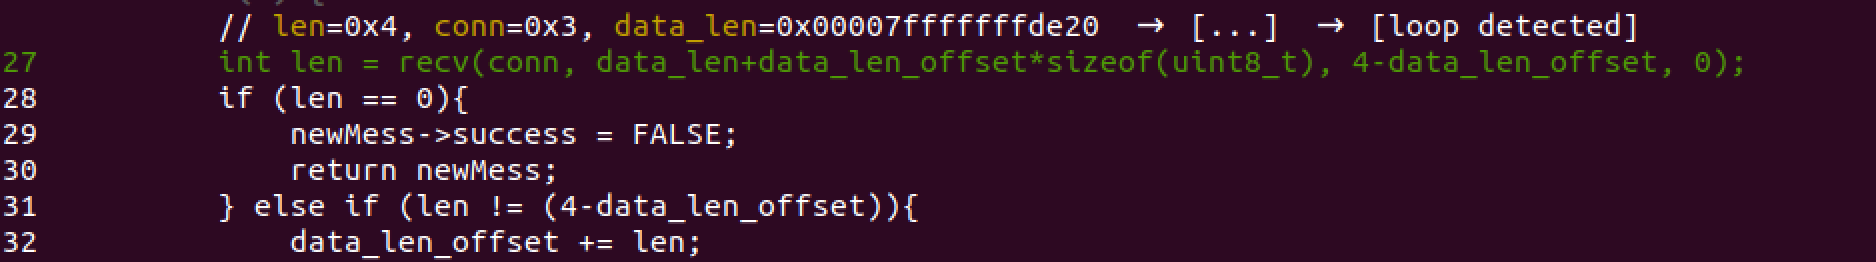 // len=0x4, conn=0x3, data_len=0x00007fffffffde20  →  [...]  →  [loop detected]
27          int len = recv(conn, data_len+data_len_offset*sizeof(uint8_t), 4-data_len_offset, 0);
28          if (len == 0){
29              newMess->success = FALSE;
30              return newMess;
31          } else if (len != (4-data_len_offset)){
32              data_len_offset += len;